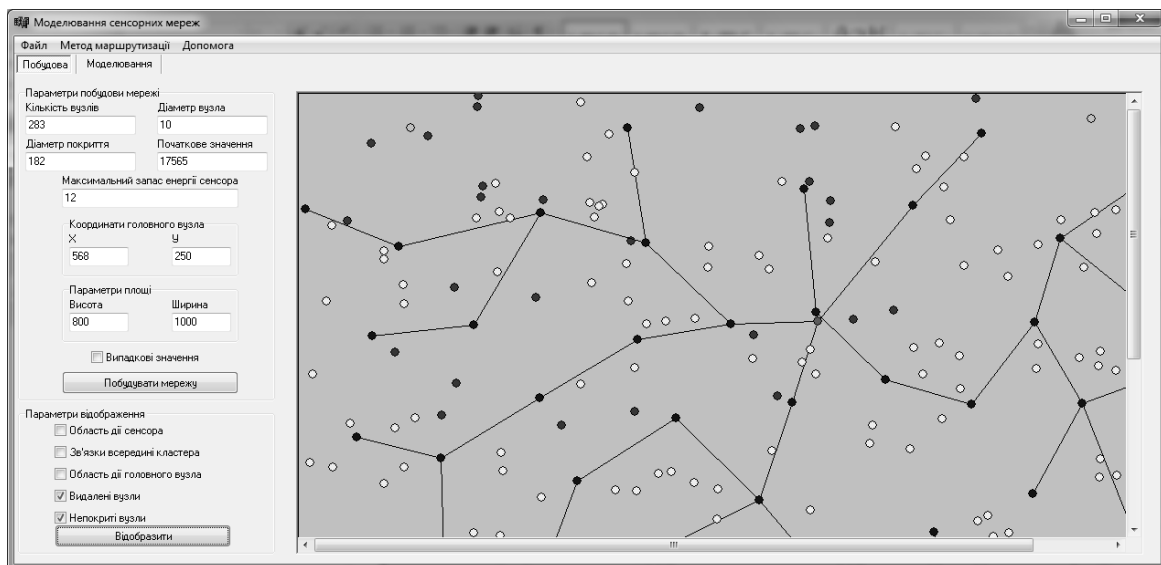 Моделювання сенсорних мереж
Файл Метод маршрутизації Допомога
Побудова Моделювання
Параметри побудови мережі
Кількість вузлів Діаметр вузла
283 10
Діаметр покриття Початкове значення
182 17565
Максимальний запас енергії сенсора
12
Координати головного вузла
X У
568 250
Параметри площі
Висота Ширина
800 1000
Випадкові значення
Побудувати мережу
Параметри відображення
Область дії сенсора
Зв'язки всередині кластера
Область дії головного вузла
Видалені вузли
Непокриті вузли
Відобразити